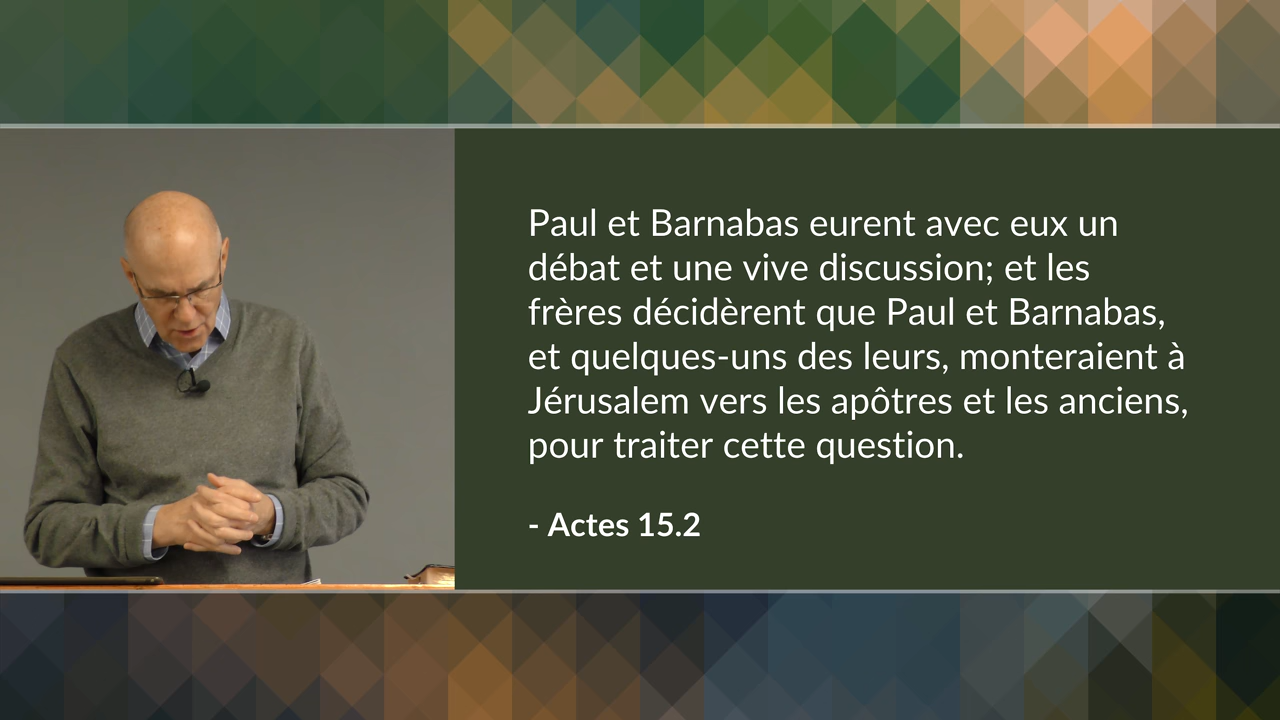 Paul et Barnabas eurent avec eux un
débat et une vive discussion; et les
frères décidèrent que Paul et Barnabas,
et quelques-uns des leurs, monteraient à
Jérusalem vers les apôtres et les anciens,
pour traiter cette question.
- Actes 15.2